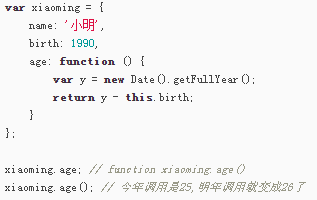 var xiaoming = {
    name: '小明',
    birth: 1990,
    age: function () {
        var y = new Date().getFullYear();
        return y - this.birth;
    }
};
xiaoming.age; // function xiaoming.age()
xiaoming.age(); // 今年调用是25,明年调用就变成26了